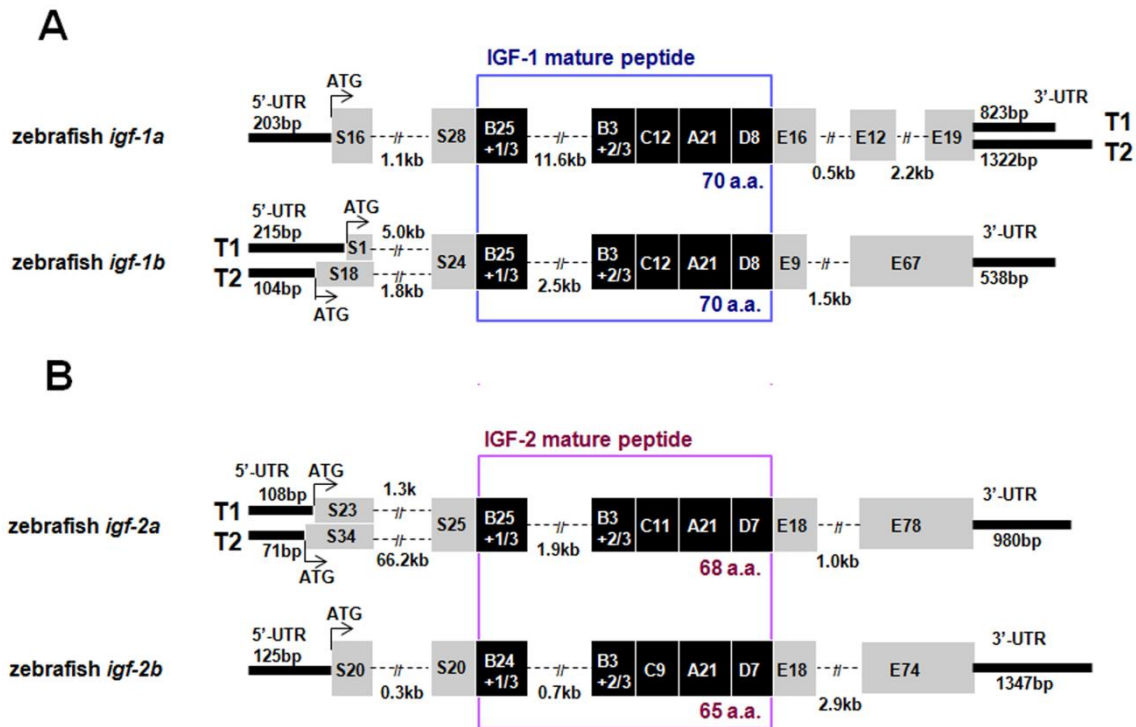 A
IGF-1 mature peptide
zebrafish igf-1a
5'-UTR
203bp
ATG
S16
1.1kb
S28
B25
+1/3
11.6kb
B3
+2/3
C12
A21
D8
70 a.a.
E16
0.5kb
E12
2.2kb
E19
3'-UTR
823bp
T1
1322bp
T2
zebrafish igf-1b
5'-UTR
215bp
T1
ATG
S1
5.0kb
T2
104bp
ATG
S18
1.8kb
S24
B25
+1/3
2.5kb
B3
+2/3
C12
A21
D8
70 a.a.
E9
1.5kb
E67
3'-UTR
538bp
B
IGF-2 mature peptide
zebrafish igf-2a
5'-UTR
108bp
T1
ATG
S23
1.3k
T2
71bp
ATG
S34
66.2kb
S25
B25
+1/3
1.9kb
B3
+2/3
C11
A21
D7
68 a.a.
E18
1.0kb
E78
3'-UTR
980bp
zebrafish igf-2b
5'-UTR
125bp
ATG
S20
0.3kb
S20
B24
+1/3
0.7kb
B3
+2/3
C9
A21
D7
65 a.a.
E18
2.9kb
E74
3'-UTR
1347bp